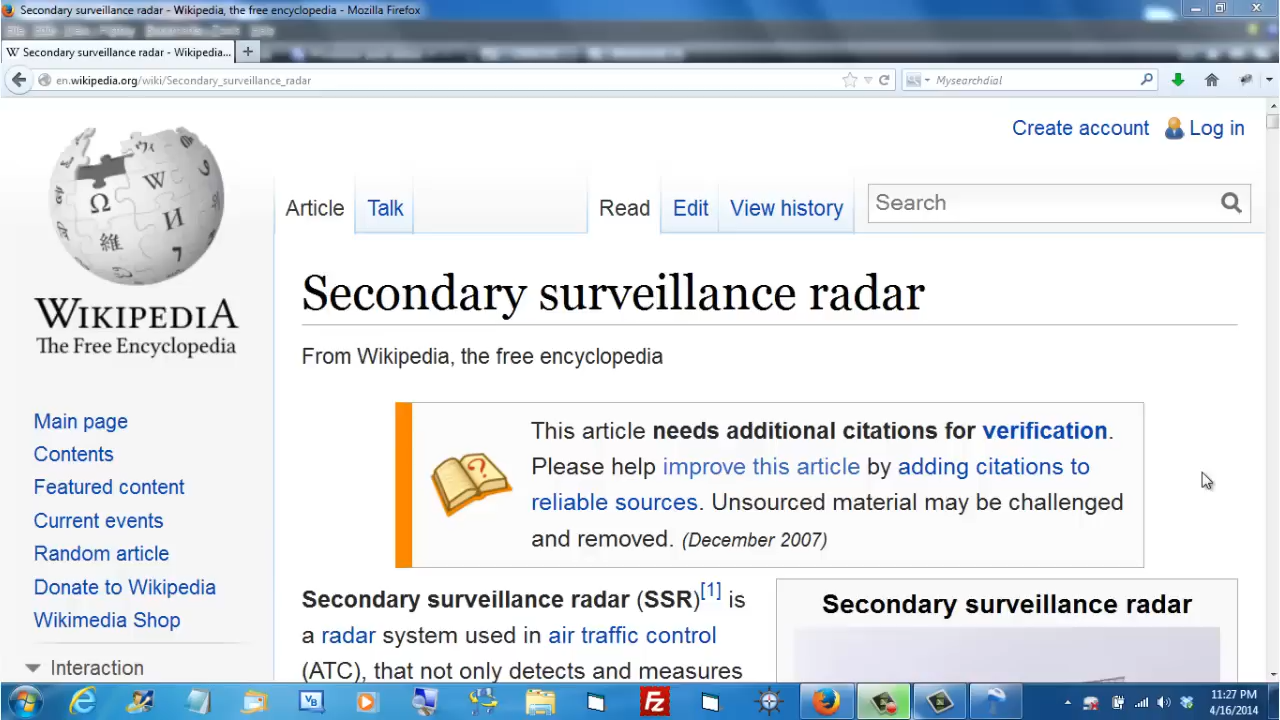 Secondary surveillance radar - Wikipedia, the free encyclopedia - Mozilla Firefox
W Secondary surveillance radar - Wikipedia... +
en.wikipedia.org/wiki/Secondary_surveillance_radar
Mysearchdial
Create account Log in
Article Talk Read Edit View history Search
WIKIPEDIA
The Free Encyclopedia
Main page
Contents
Featured content
Current events
Random article
Donate to Wikipedia
Wikimedia Shop
Interaction
Secondary surveillance radar
From Wikipedia, the free encyclopedia
This article needs additional citations for verification.
Please help improve this article by adding citations to
reliable sources. Unsourced material may be challenged
and removed. (December 2007)
Secondary surveillance radar (SSR)[1] is
a radar system used in air traffic control
(ATC), that not only detects and measures
Secondary surveillance radar
VB
FZ
11:27 PM
4/16/2014